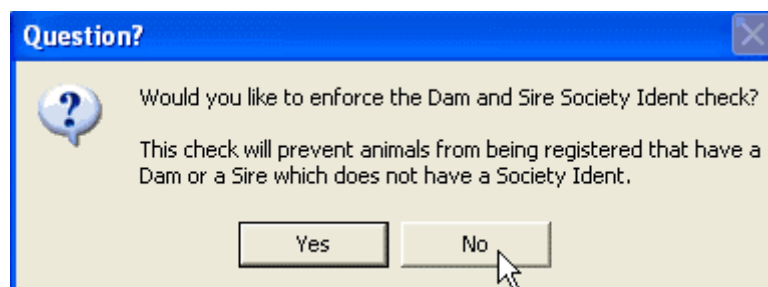 Question?
Would you like to enforce the Dam and Sire Society Ident check?
This check will prevent animals from being registered that have a
Dam or a Sire which does not have a Society Ident.
Yes No